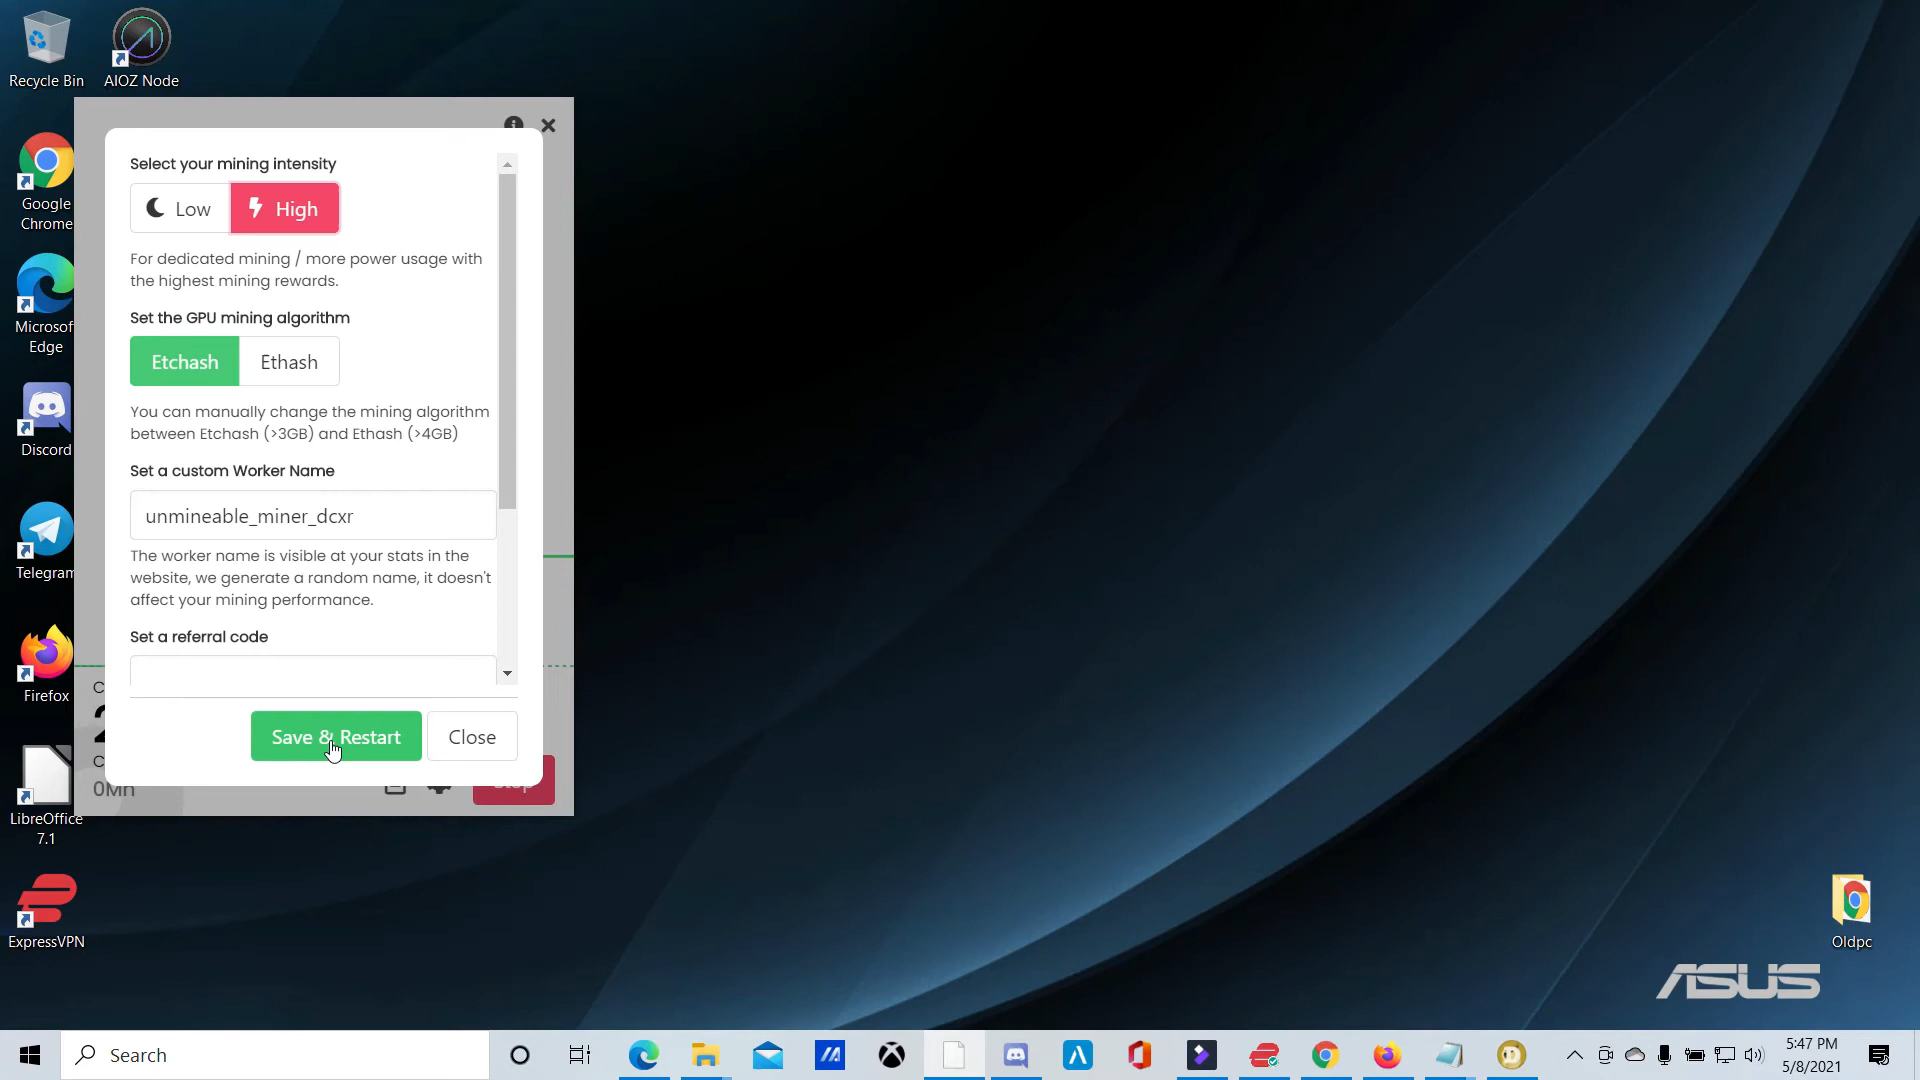 Recycle Bin
AIOZ Node
Google
Chrome
Microsof
Edge
Discord
Telegram
Firefox
LibreOffice
7.1
ExpressVPN
Select your mining intensity
Low
High
For dedicated mining / more power usage with
the highest mining rewards.
Set the GPU mining algorithm
Etchash
Ethash
You can manually change the mining algorithm
between Etchash (>3GB) and Ethash (>4GB)
Set a custom Worker Name
unmineable_miner_dcxr
The worker name is visible at your stats in the
website, we generate a random name, it doesn't
affect your mining performance.
Set a referral code
Save & Restart
Close
C
2
C
0Mh
Stop
Oldpc
ASUS
Search
5:47 PM
5/8/2021